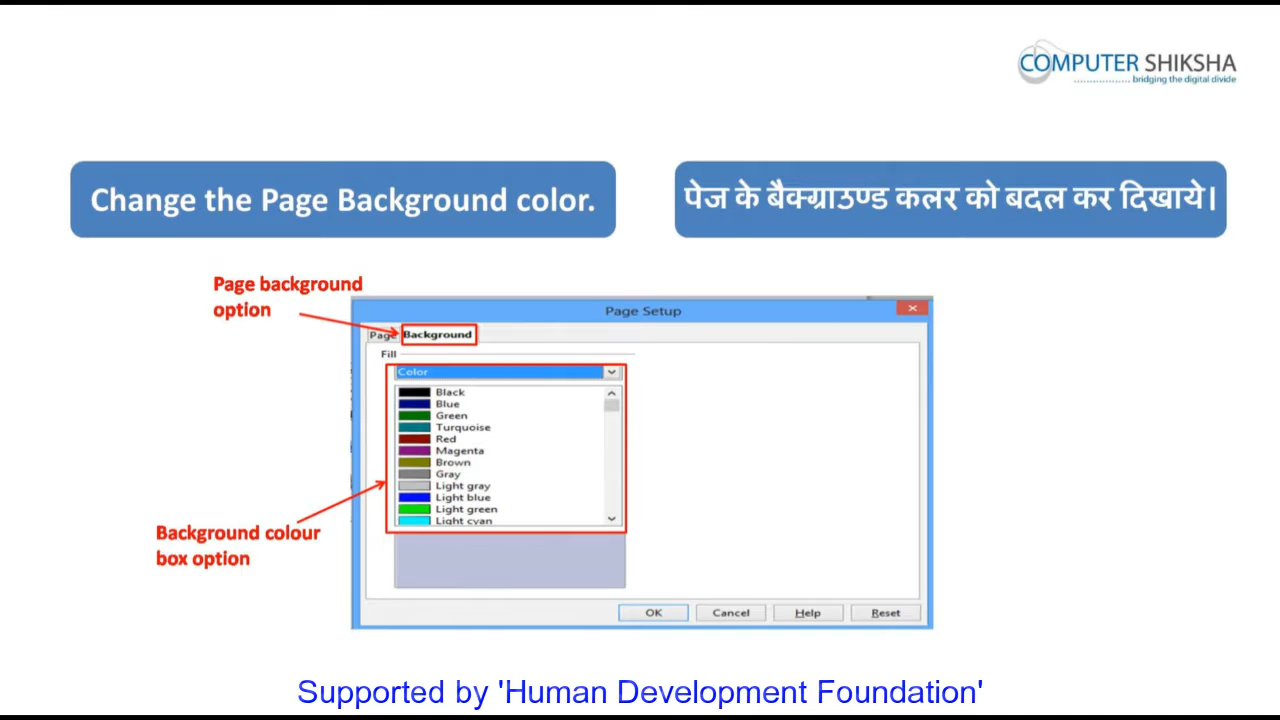 COMPUTER SHIKSHA
bridging the digital divide
Change the Page Background color.
पेज के बैक्ग्राउण्ड कलर को बदल कर दिखाये।
Page background
option
Page Setup
Page Background
Fill
Color
Black
Blue
Green
Turquoise
Red
Magenta
Brown
Gray
Light gray
Light blue
Light green
Light cyan
Background colour
box option
OK Cancel Help Reset
Supported by 'Human Development Foundation'